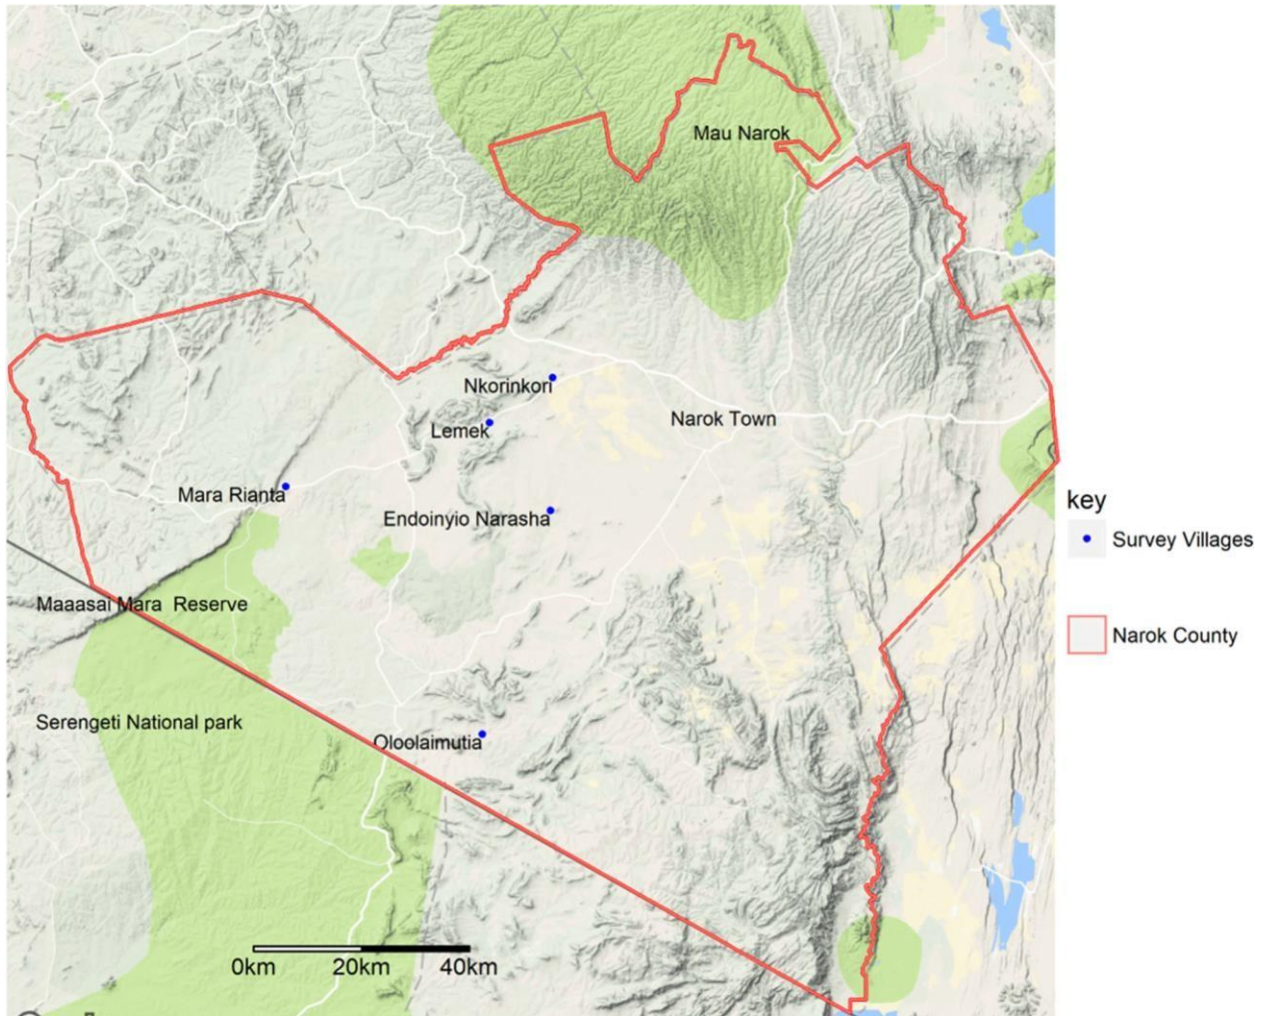 Mau Narok
Nkorinkori
Narok Town
Lemek
Mara Rianta
Endoinyio Narasha
key
Survey Villages
Maaasai Mara  Reserve
Narok County
Serengeti National park
Oloolaimutia
0km 20km 40km